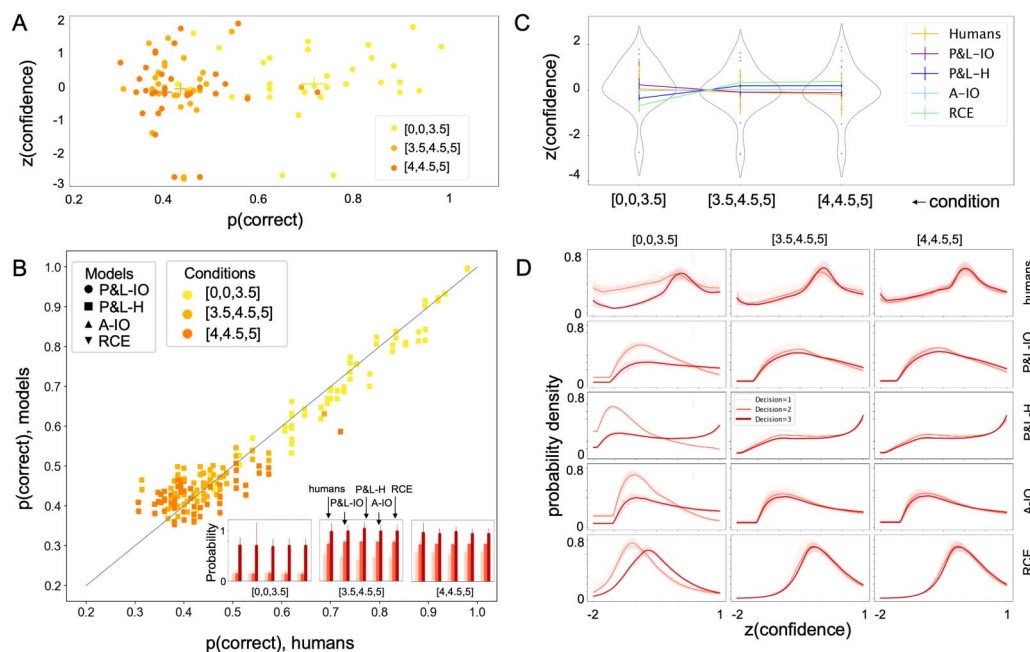 A
2
1
0
-1
-2
-3
z(confidence)
[0,0,3.5]
[3.5,4.5,5]
[4,4.5,5]
0.2
0.4
0.6
0.8
1
p(correct)
C
2
0
-2
-4
z(confidence)
Humans
P&L-IO
P&L-H
A-IO
RCE
[0,0,3.5]
[3.5,4.5,5]
[4,4.5,5]
← condition
B
1.0
0.9
0.8
0.7
0.6
0.5
0.4
0.3
0.2
p(correct), models
Models
P&L-IO
P&L-H
A-IO
RCE
Conditions
[0,0,3.5]
[3.5,4.5,5]
[4,4.5,5]
humans
P&L-IO
P&L-H
A-IO
RCE
Probability
1
0
[0,0,3.5]
[3.5,4.5,5]
[4,4.5,5]
0.2
0.3
0.4
0.5
0.6
0.7
0.8
0.9
1.0
p(correct), humans
D
[0,0,3.5]
[3.5,4.5,5]
[4,4.5,5]
0.8
0
humans
0.8
0
P&L-IO
0.8
0
Decision=1
Decision=2
Decision=3
P&L-H
0.8
0
A-IO
0.8
0
RCE
probability density
-2
1
-2
1
-2
1
z(confidence)